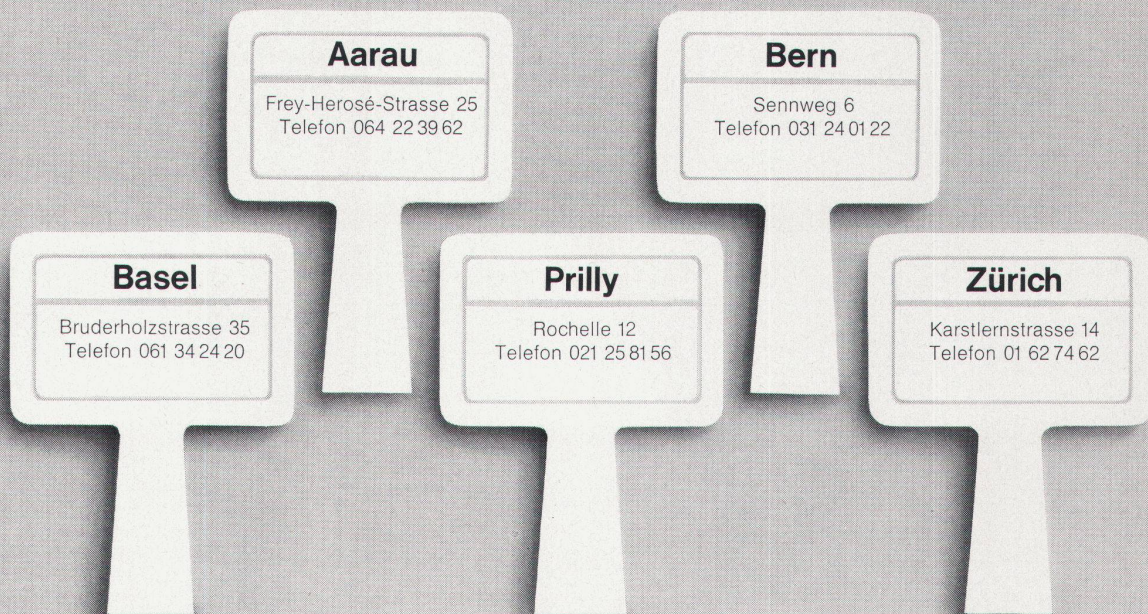 Aarau
Frey-Herosé-Strasse 25
Telefon 064 22 39 62
Bern
Sennweg 6
Telefon 031 24 01 22
Basel
Bruderholzstrasse 35
Telefon 061 34 24 20
Prilly
Rochelle 12
Telefon 021 25 81 56
Zürich
Karstlernstrasse 14
Telefon 01 62 74 62